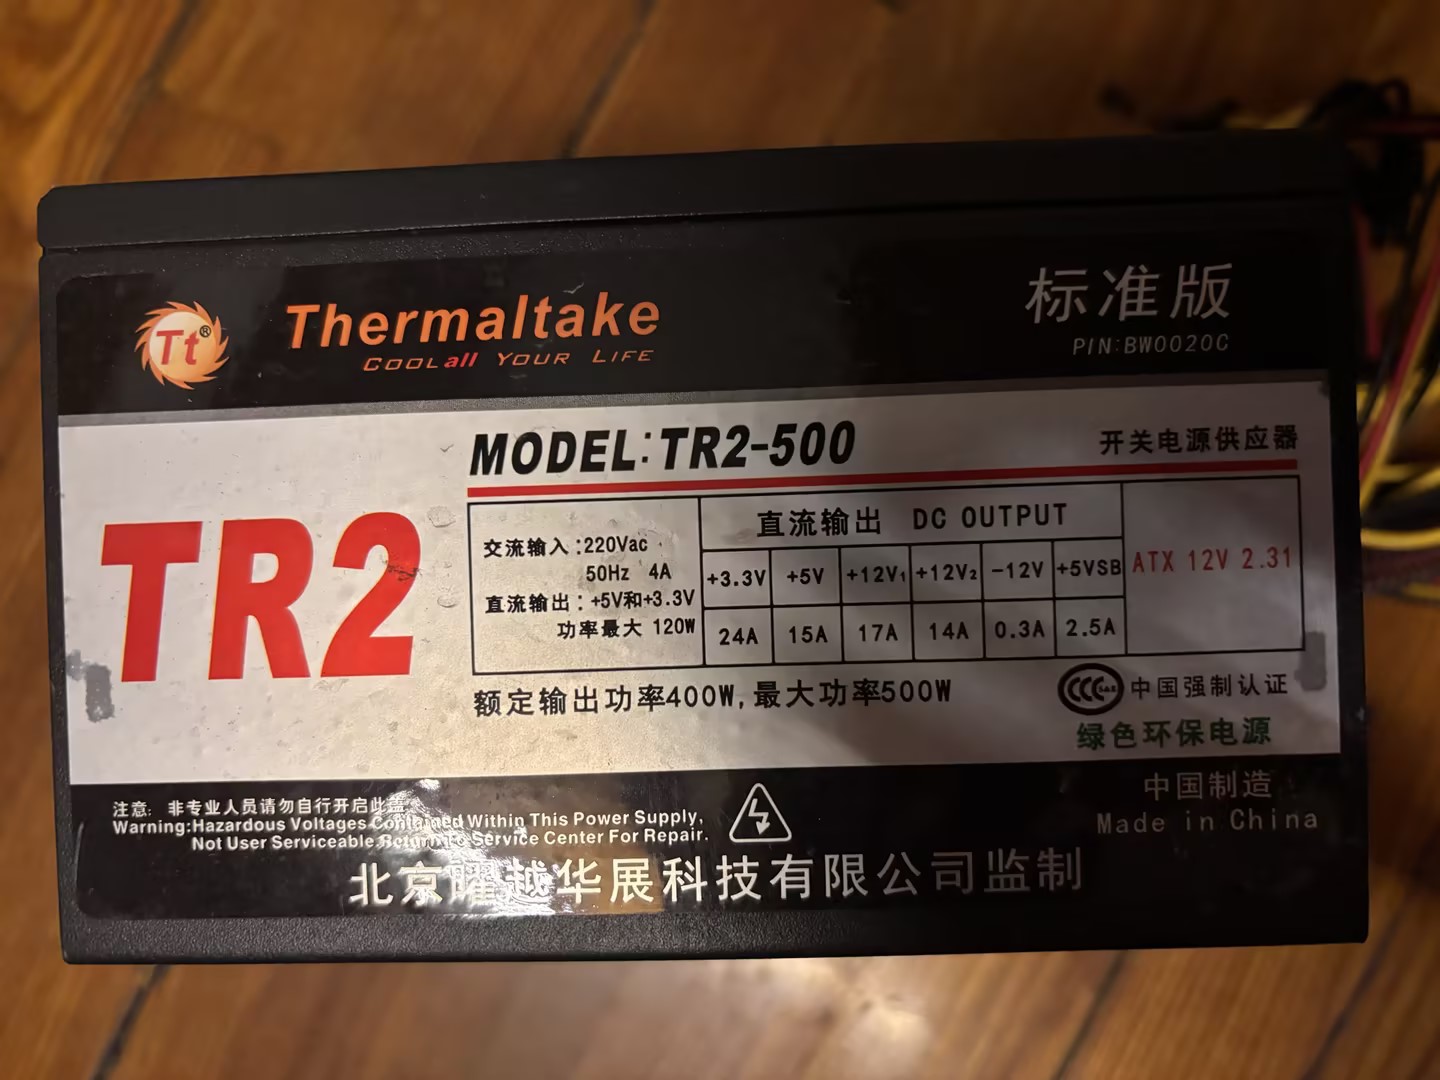 Tt®
Thermaltake
COOL all YOUR LIFE
标准版
PIN:BW0020C
TR2
MODEL:TR2-500
开关电源供应器
交流输入:220Vac
50Hz 4A
直流输出:+5V和+3.3V
功率最大 120W
直流输出 DC OUTPUT
+3.3V +5V +12V₁ +12V₂ -12V +5VSB
24A 15A 17A 14A 0.3A 2.5A
ATX 12V 2.31
额定输出功率400W,最大功率500W
CCC 中国强制认证
绿色环保电源
注意: 非专业人员请勿自行开启此盖
Warning:Hazardous Voltages Contained Within This Power Supply,
Not User Serviceable.Return To Service Center For Repair.
中国制造
Made in China
北京曜越华展科技有限公司监制